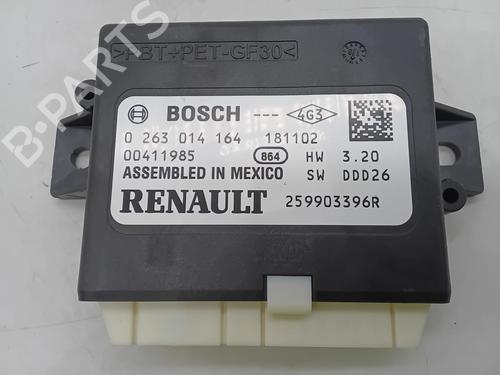 >PBT+PET-GF30<
BOSCH --- 4G3
0 263 014 164 181102
00411985 864 HW 3.20
ASSEMBLED IN MEXICO SW DDD26
RENAULT 259903396R
B-PARTS